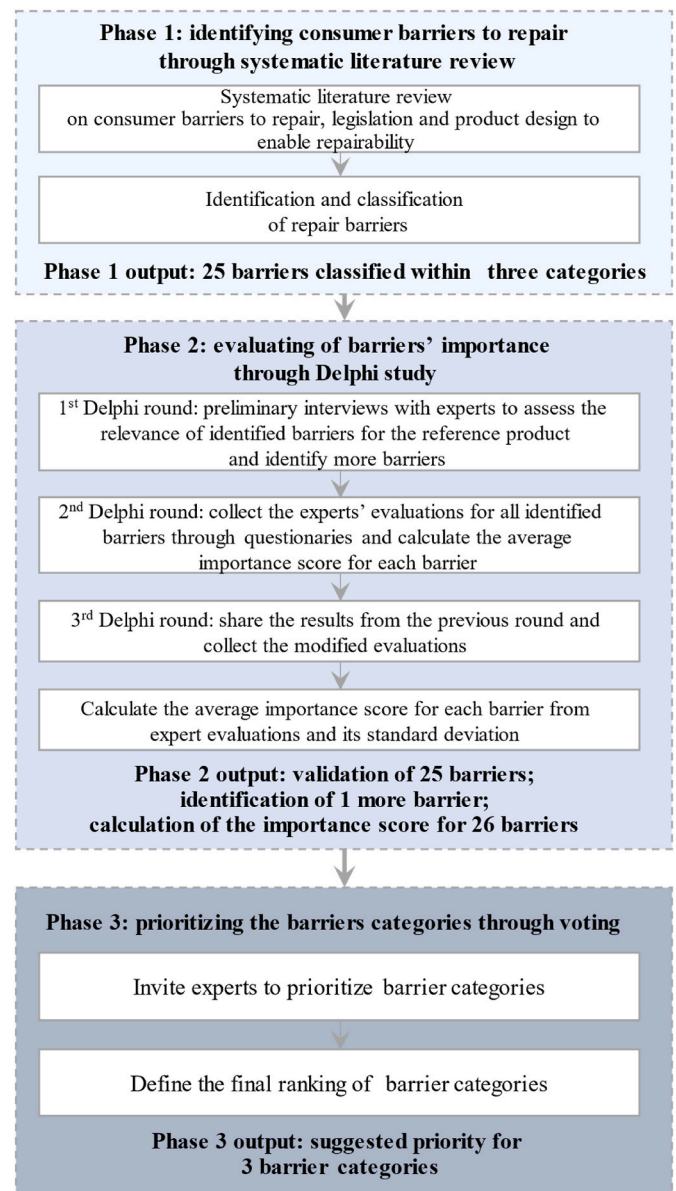 Phase 1: identifying consumer barriers to repair
through systematic literature review
Systematic literature review
on consumer barriers to repair, legislation and product design to
enable repairability
Identification and classification
of repair barriers
Phase 1 output: 25 barriers classified within three categories
Phase 2: evaluating of barriers’ importance
through Delphi study
1st Delphi round: preliminary interviews with experts to assess the
relevance of identified barriers for the reference product
and identify more barriers
2nd Delphi round: collect the experts’ evaluations for all identified
barriers through questionaries and calculate the average
importance score for each barrier
3rd Delphi round: share the results from the previous round and
collect the modified evaluations
Calculate the average importance score for each barrier from
expert evaluations and its standard deviation
Phase 2 output: validation of 25 barriers;
identification of 1 more barrier;
calculation of the importance score for 26 barriers
Phase 3: prioritizing the barriers categories through voting
Invite experts to prioritize barrier categories
Define the final ranking of barrier categories
Phase 3 output: suggested priority for
3 barrier categories